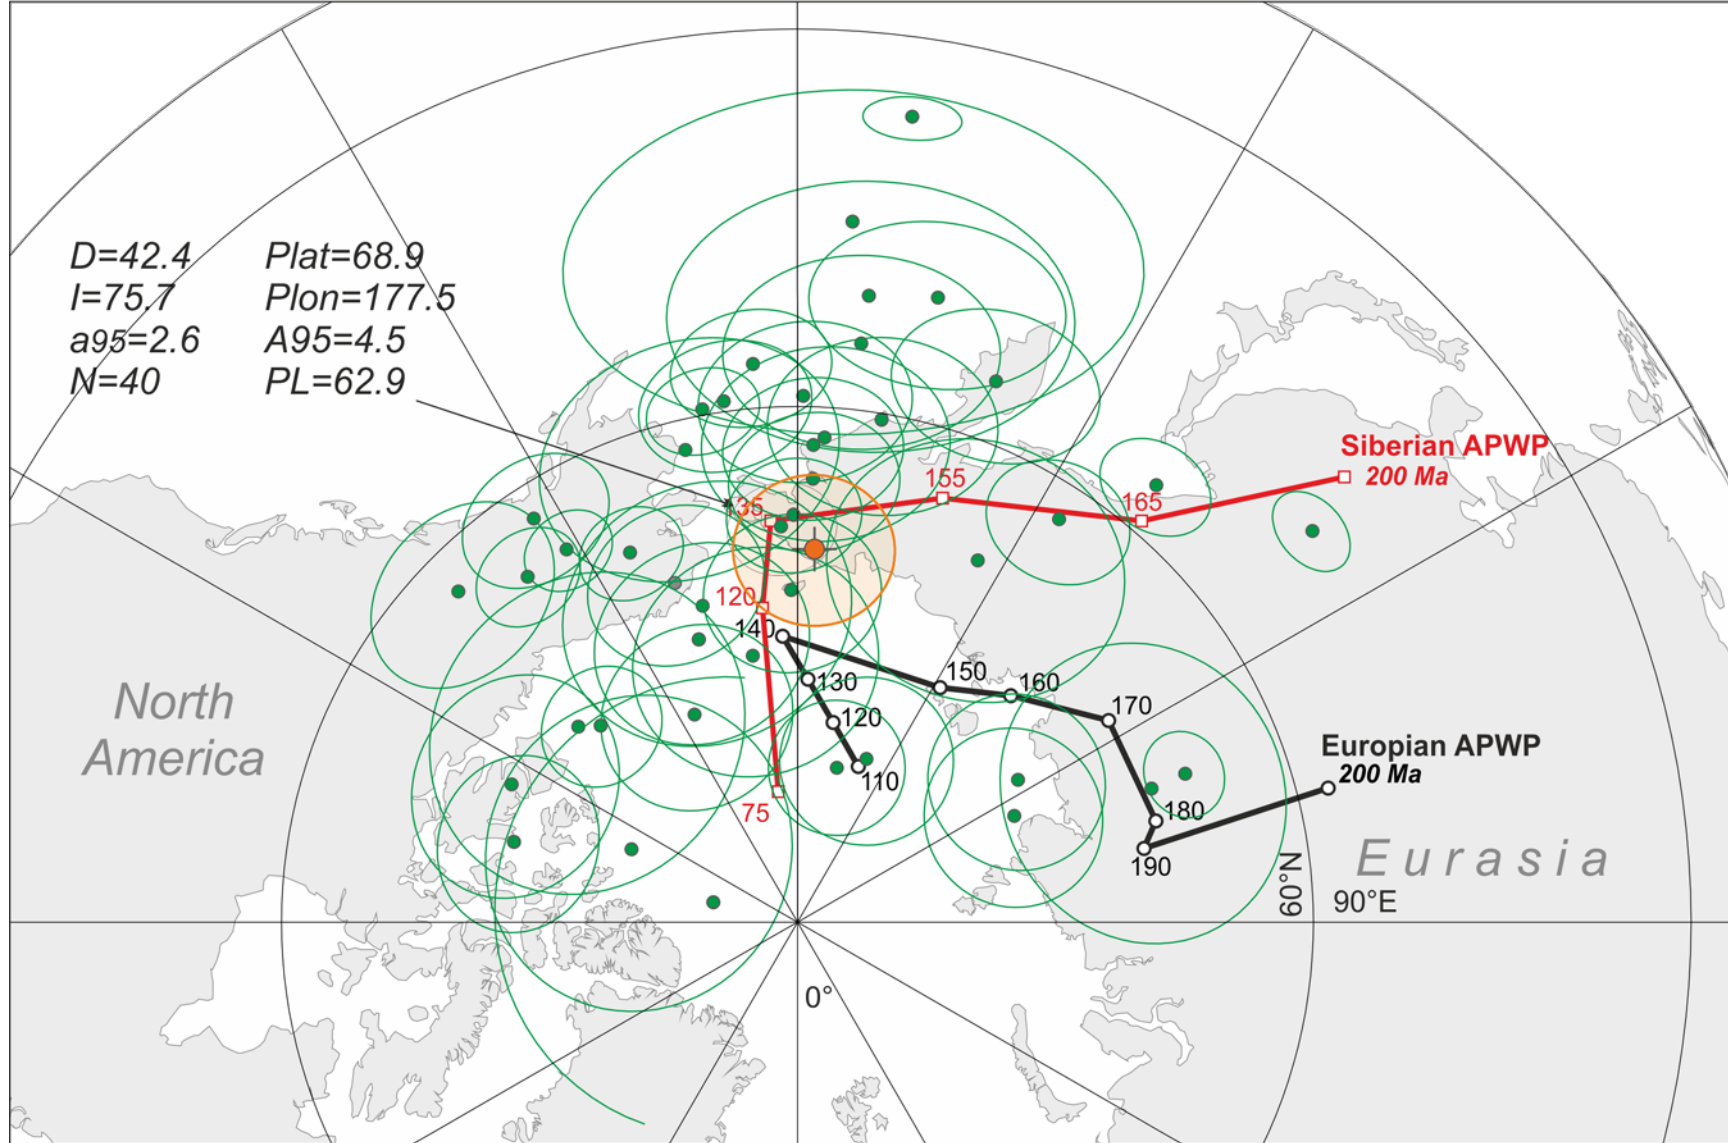 D=42.4 Plat=68.9
I=75.7 Plon=177.5
a95=2.6 A95=4.5
N=40 PL=62.9
Siberian APWP
200 Ma
155
165
135
120
140
150
160
130
170
120
110
75
180
190
Europian APWP
200 Ma
North
America
Eurasia
60°N
90°E
0°